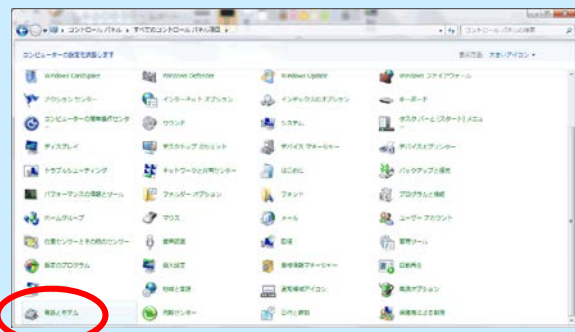 コントロール パネル ▸ すべてのコントロール パネル項目 ▸
コントロール パネルの検索
コンピューターの設定を調整します
表示方法: 大きいアイコン ▾
Windows CardSpace
Windows Defender
Windows Update
Windows ファイアウォール
アクション センター
インターネット オプション
インデックスのオプション
キーボード
コンピューターの簡単操作センター
サウンド
システム
タスク バーと [スタート] メニュー
ディスプレイ
デスクトップ ガジェット
デバイス マネージャー
デバイスとプリンター
トラブルシューティング
ネットワークと共有センター
はじめに
バックアップと復元
パフォーマンスの情報とツール
フォルダー オプション
フォント
プログラムと機能
ホームグループ
マウス
メール
ユーザー アカウント
位置センサーとその他のセンサー
音声認識
回復
管理ツール
既定のプログラム
個人設定
資格情報マネージャー
自動再生
地域と言語
通知領域アイコン
電源オプション
電話とモデム
同期センター
日付と時刻
保護者による制限